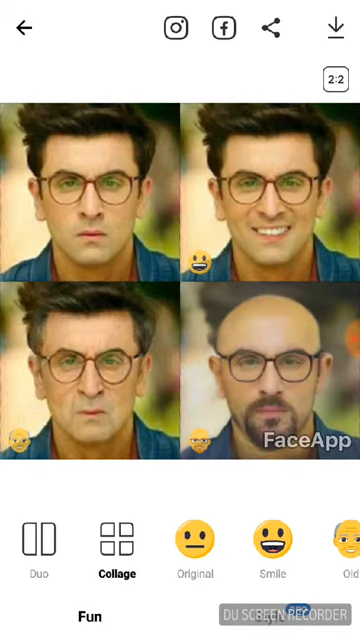 2:2
FaceApp
Duo
Collage
Original
Smile
Old
Fun
DU SCREEN RECORDER